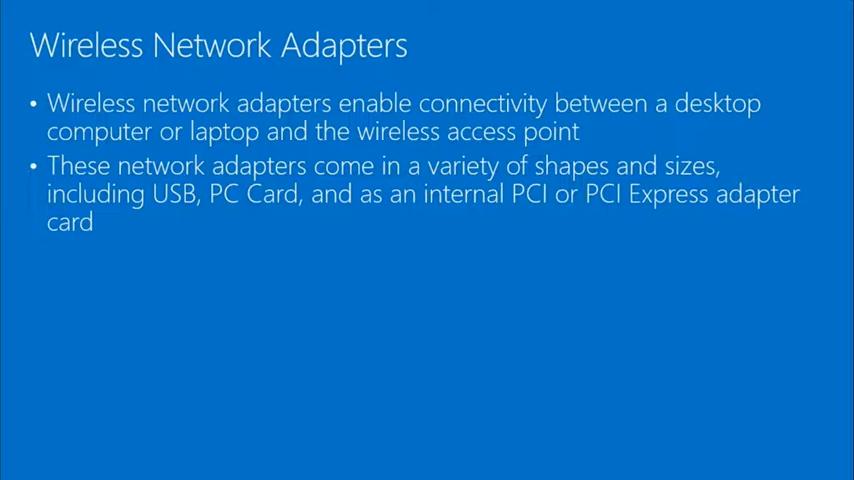 Wireless Network Adapters
• Wireless network adapters enable connectivity between a desktop
computer or laptop and the wireless access point
• These network adapters come in a variety of shapes and sizes,
including USB, PC Card, and as an internal PCI or PCI Express adapter
card